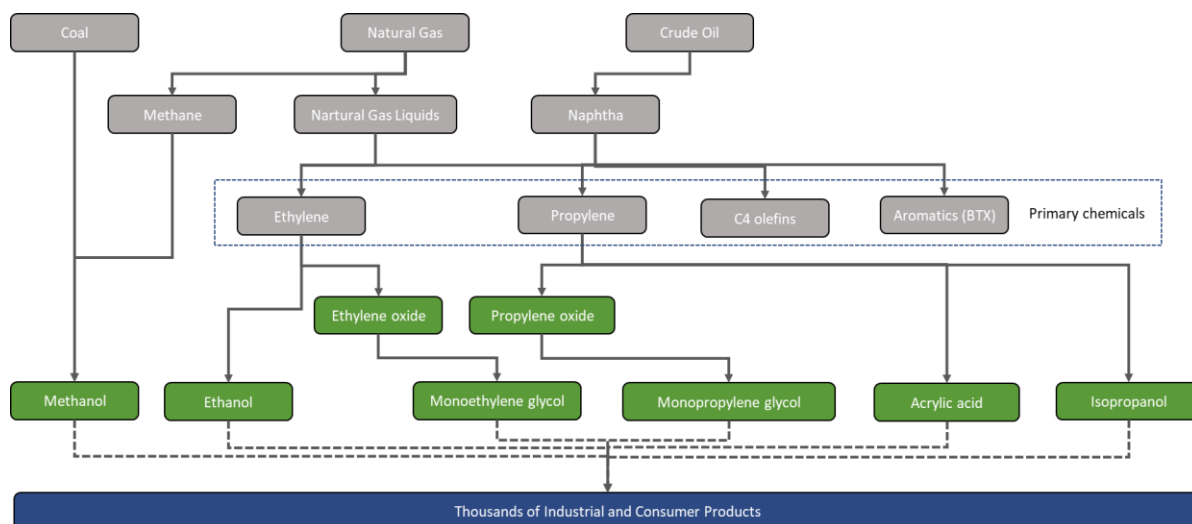 Coal
Natural Gas
Crude Oil
Methane
Nartural Gas Liquids
Naphtha
Ethylene
Propylene
C4 olefins
Aromatics (BTX)
Primary chemicals
Ethylene oxide
Propylene oxide
Methanol
Ethanol
Monoethylene glycol
Monopropylene glycol
Acrylic acid
Isopropanol
Thousands of Industrial and Consumer Products